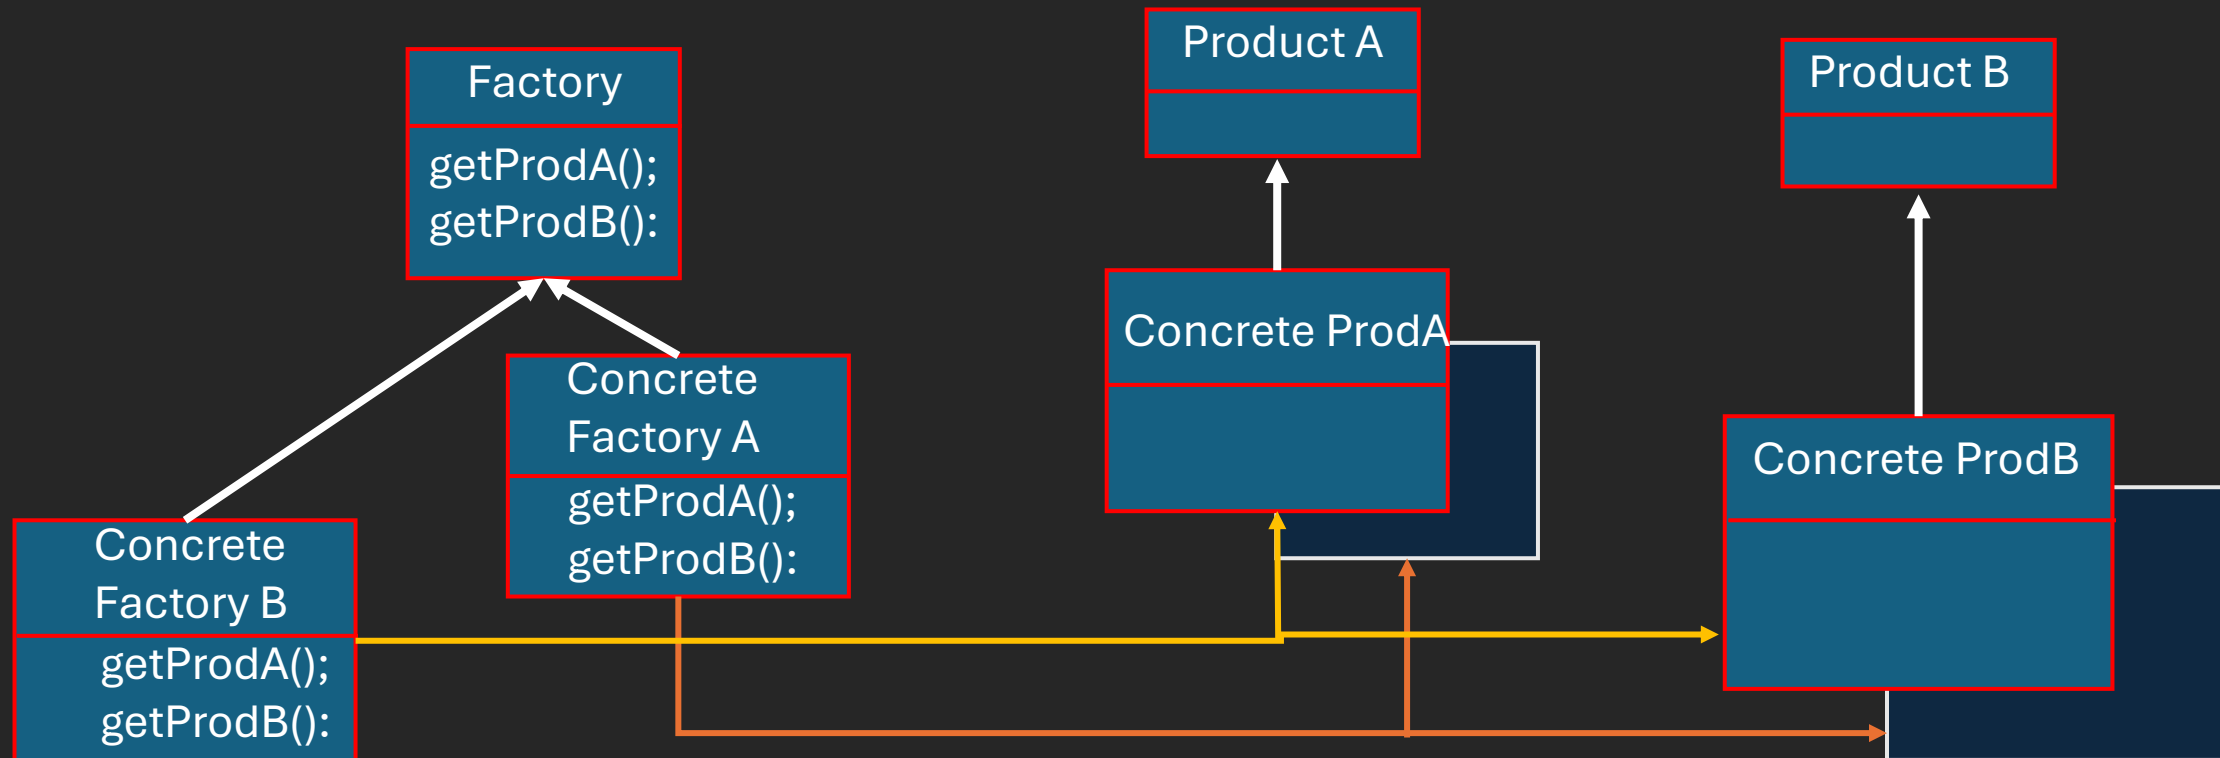 Factory
getProdA();
getProdB():
Product A
Product B
Concrete ProdA
Concrete
Factory A
getProdA();
getProdB():
Concrete ProdB
Concrete
Factory B
getProdA();
getProdB():